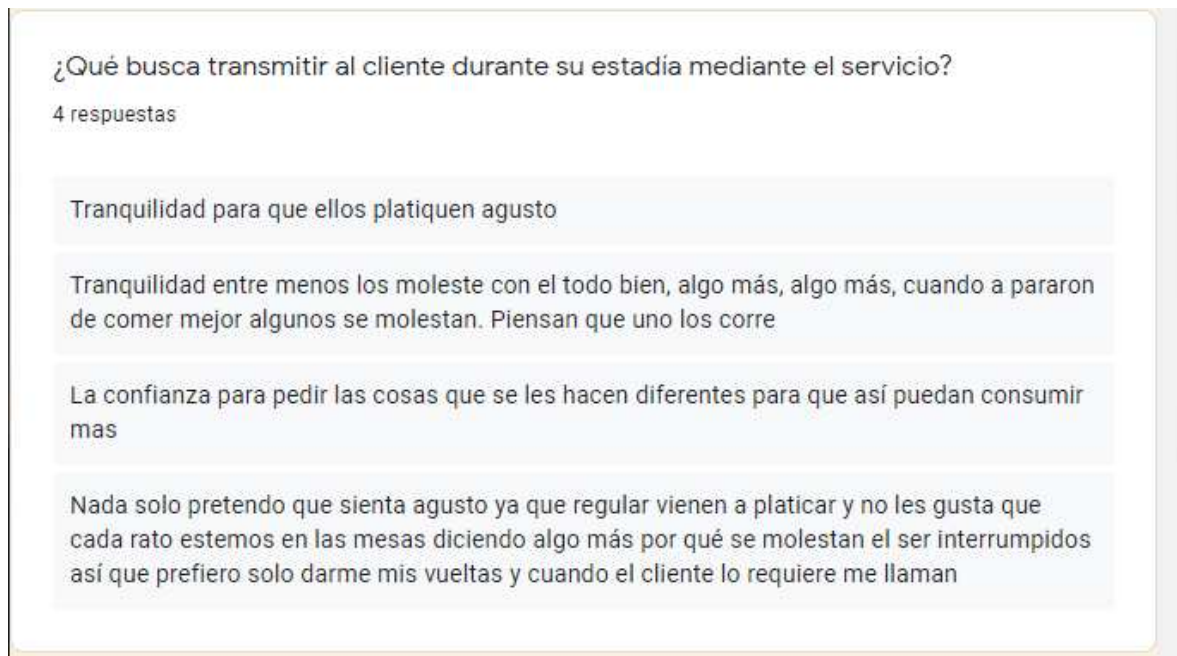 ¿Qué busca transmitir al cliente durante su estadía mediante el servicio?
4 respuestas
Tranquilidad para que ellos platiquen agusto
Tranquilidad entre menos los moleste con el todo bien, algo más, algo más, cuando a pararon
de comer mejor algunos se molestan. Piensan que uno los corre
La confianza para pedir las cosas que se les hacen diferentes para que así puedan consumir
mas
Nada solo pretendo que sienta agusto ya que regular vienen a platicar y no les gusta que
cada rato estemos en las mesas diciendo algo más por qué se molestan el ser interrumpidos
así que prefiero solo darme mis vueltas y cuando el cliente lo requiere me llaman